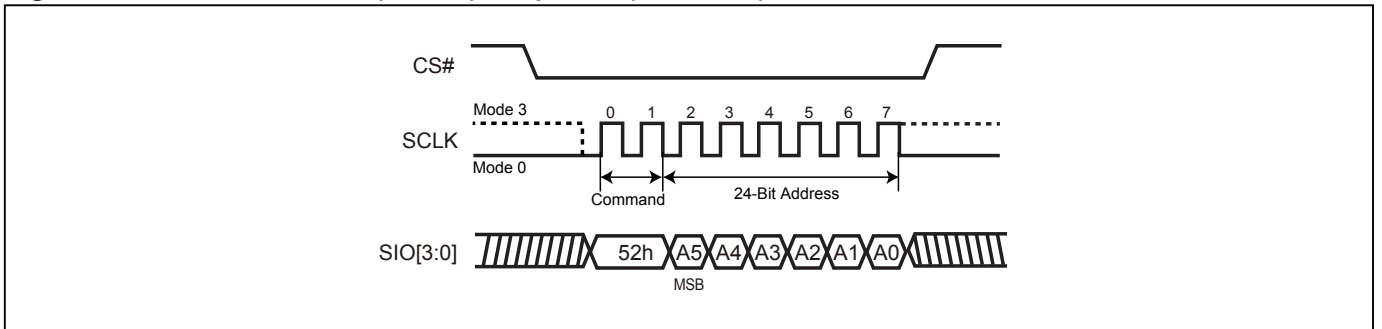 CS#
Mode 3
0 1 2 3 4 5 6 7
SCLK
Mode 0
Command
24-Bit Address
SIO[3:0]
52h A5 A4 A3 A2 A1 A0
MSB